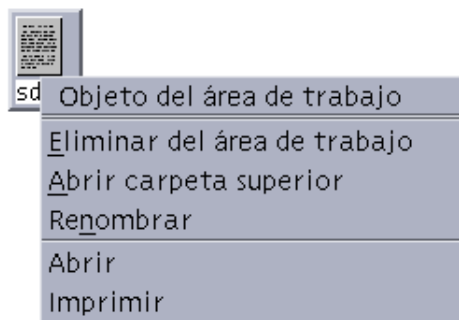 sd
Objeto del área de trabajo
Eliminar del área de trabajo
Abrir carpeta superior
Renombrar
Abrir
Imprimir